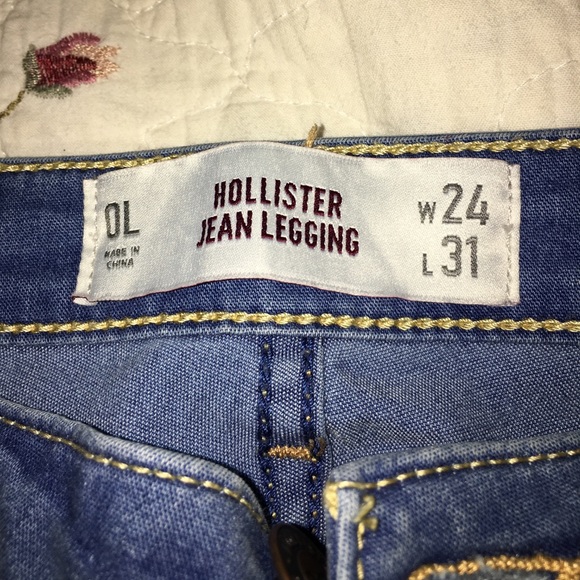 0L
MADE IN
CHINA
HOLLISTER
JEAN LEGGING
W24
L31